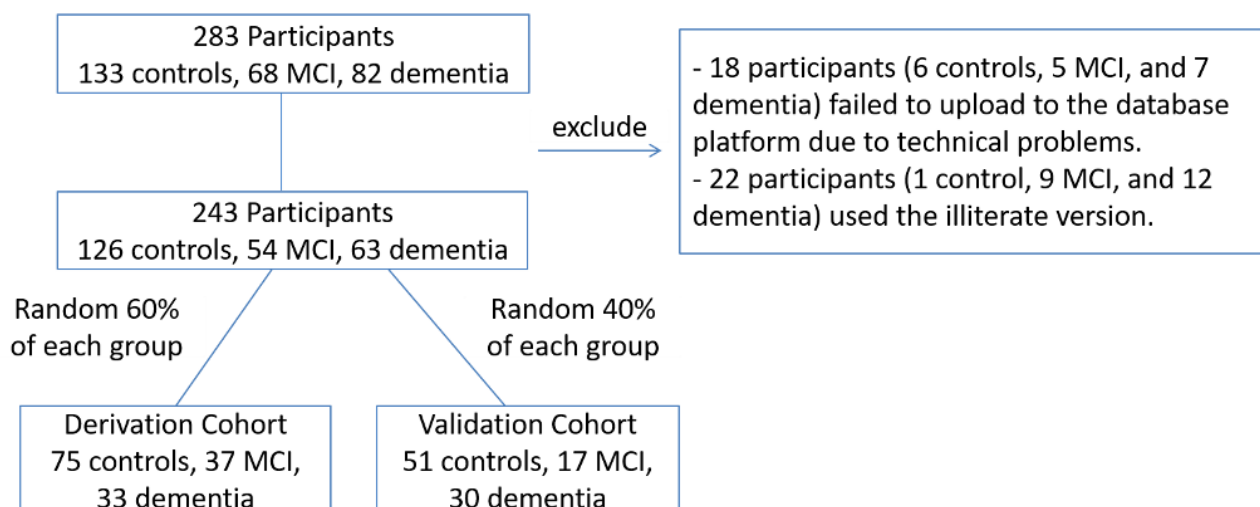 283 Participants
133 controls, 68 MCI, 82 dementia
exclude
- 18 participants (6 controls, 5 MCI, and 7
dementia) failed to upload to the database
platform due to technical problems.
- 22 participants (1 control, 9 MCI, and 12
dementia) used the illiterate version.
243 Participants
126 controls, 54 MCI, 63 dementia
Random 60%
of each group
Random 40%
of each group
Derivation Cohort
75 controls, 37 MCI,
33 dementia
Validation Cohort
51 controls, 17 MCI,
30 dementia